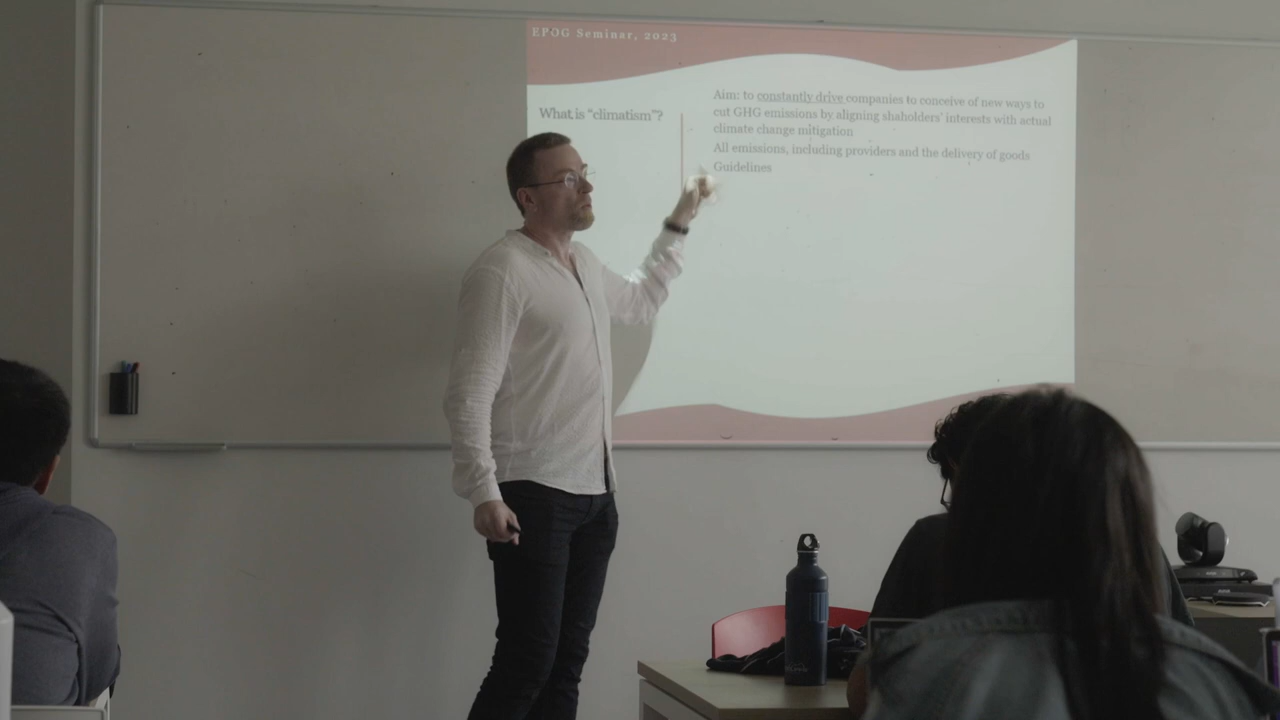 EPOG Seminar, 2023
What is “climatism”?
Aim: to constantly drive companies to conceive of new ways to
cut GHG emissions by aligning shaholders' interests with actual
climate change mitigation
All emissions, including providers and the delivery of goods
Guidelines